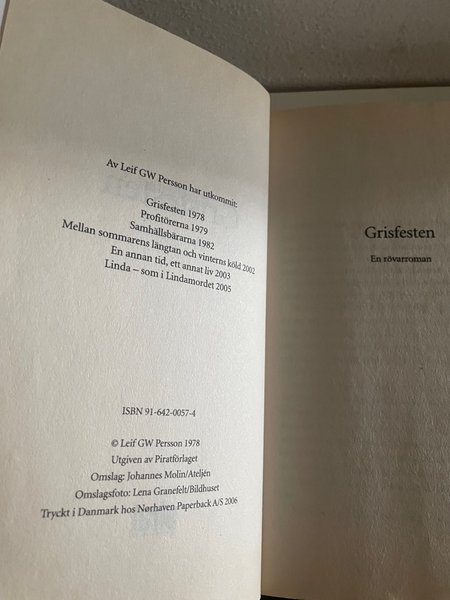 Av Leif GW Persson har utkommit:
Grisfesten 1978
Profitörerna 1979
Samhällsbärarna 1982
Mellan sommarens längtan och vinterns köld 2002
En annan tid, ett annat liv 2003
Linda – som i Lindamordet 2005
ISBN 91-642-0057-4
© Leif GW Persson 1978
Utgiven av Piratförlaget
Omslag: Johannes Molin/Ateljén
Omslagsfoto: Lena Granefelt/Bildhuset
Tryckt i Danmark hos Nørhaven Paperback A/S 2006
Grisfesten
En rövarroman